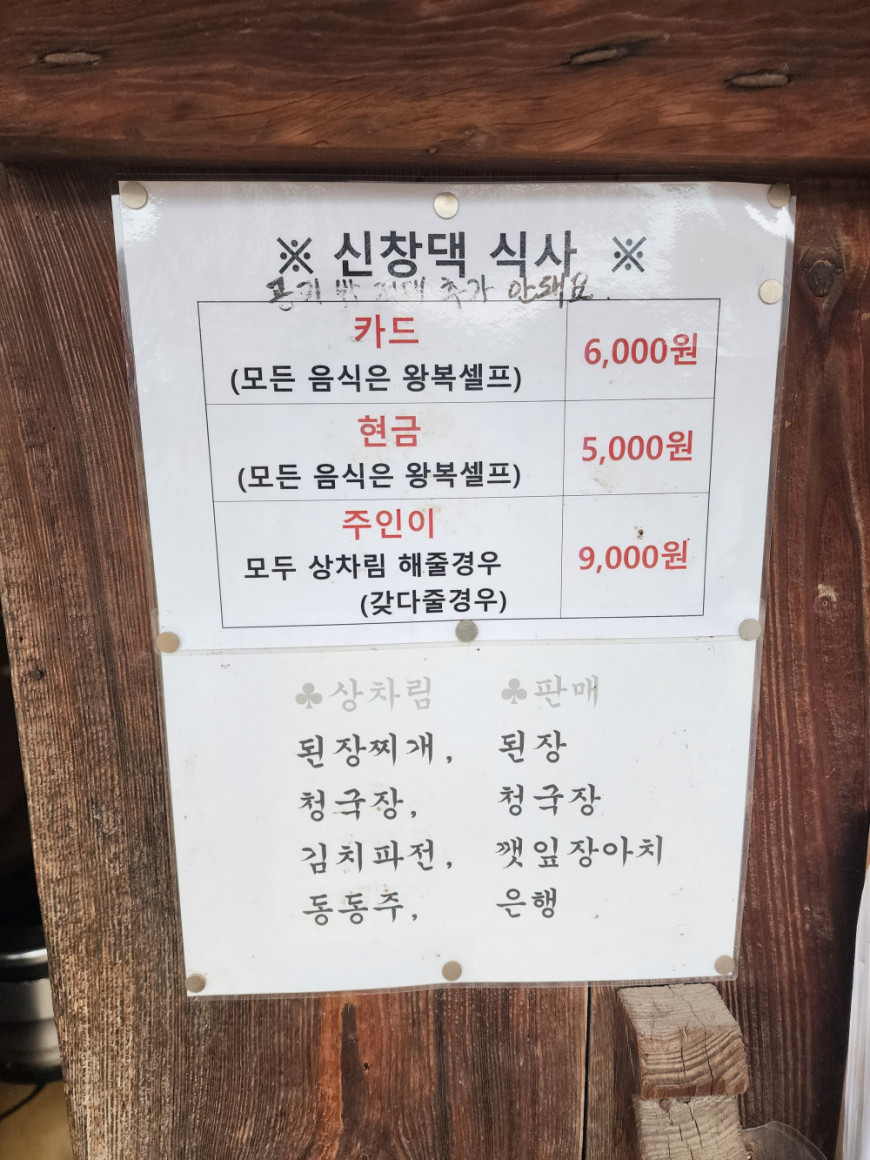 ※ 신창댁 식사 ※
추가 안돼요.
카드
(모든 음식은 왕복셀프)
6,000원
현금
(모든 음식은 왕복셀프)
5,000원
주인이
모두 상차림 해줄경우
(갖다줄경우)
9,000원
♣상차림
된장찌개,
청국장,
김치파전,
동동주,
♣판매
된장
청국장
깻잎장아치
은행